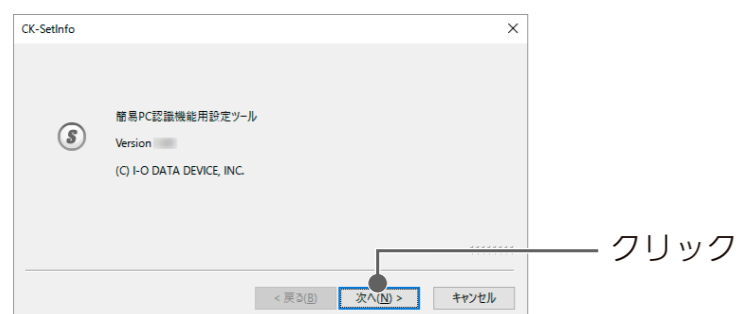 CK-SetInfo
簡易PC認識機能用設定ツール
Version
(C) I-O DATA DEVICE, INC.
クリック
< 戻る(B)
次へ(N) >
キャンセル